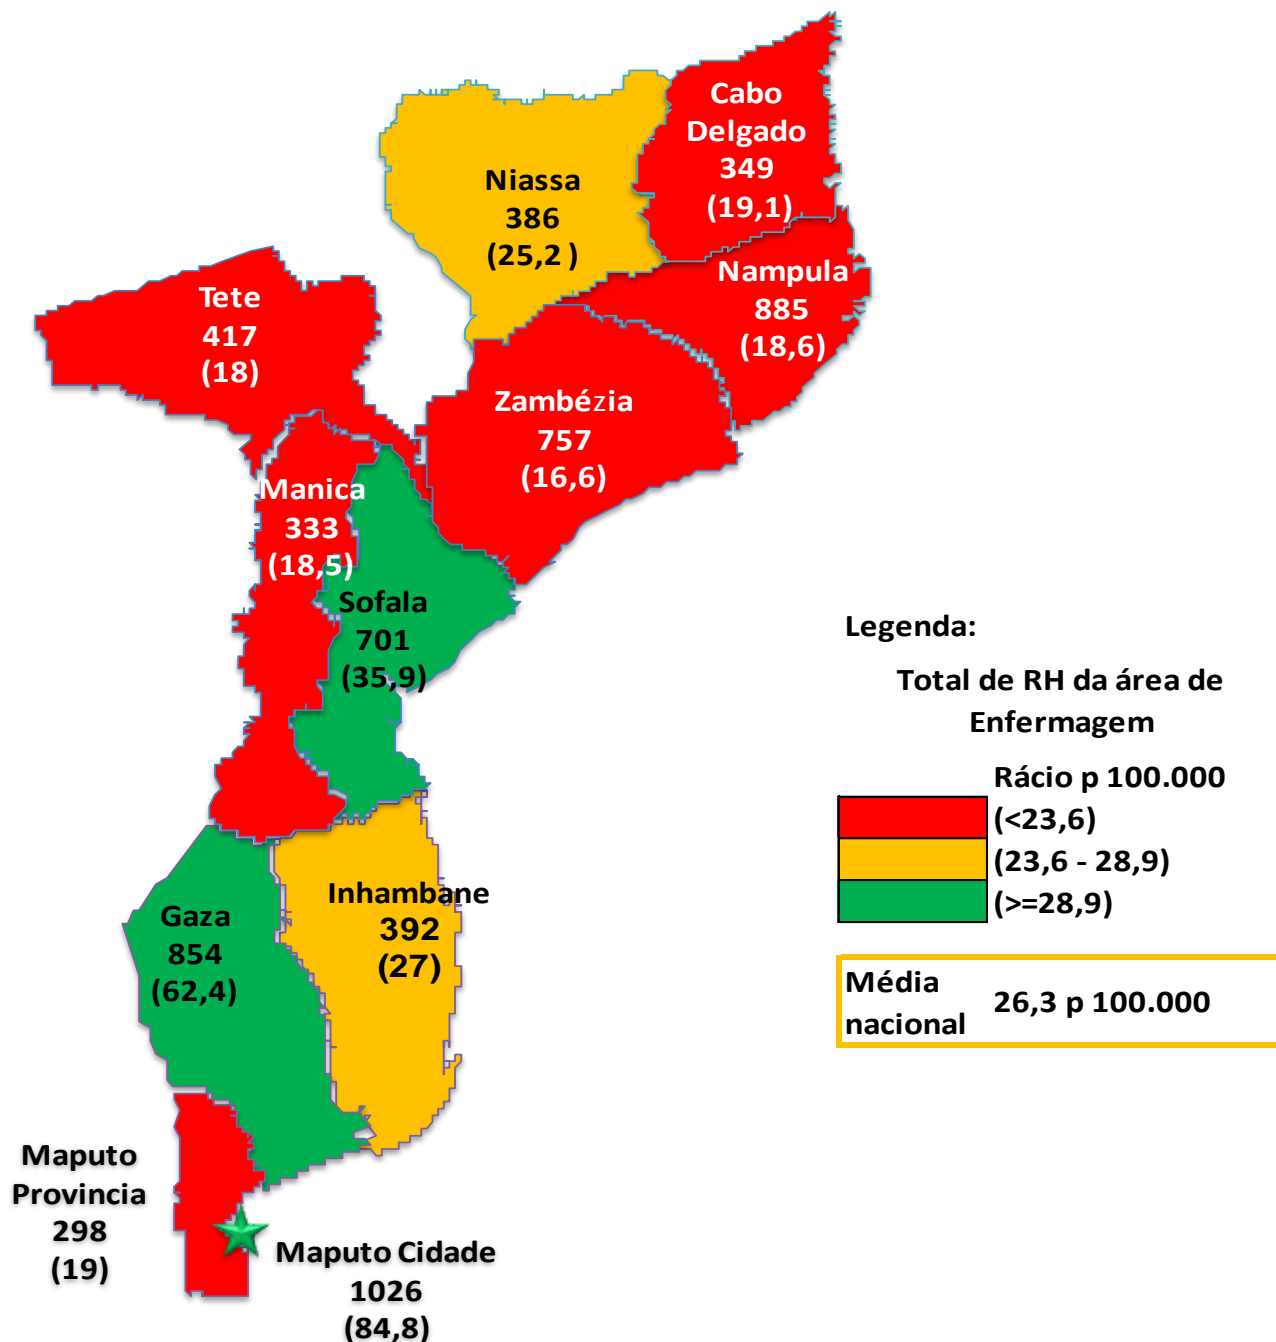 Cabo
Delgado
349
(19,1)
Niassa
386
(25,2 )
Nampula
885
(18,6)
Tete
417
(18)
Zambézia
757
(16,6)
Manica
333
(18,5)
Sofala
701
(35,9)
Inhambane
392
(27)
Gaza
854
(62,4)
Maputo
Provincia
298
(19)
Maputo Cidade
1026
(84,8)
Legenda:
Total de RH da área de
Enfermagem
Rácio p 100.000
(<23,6)
(23,6 - 28,9)
(>=28,9)
Média
nacional
26,3 p 100.000